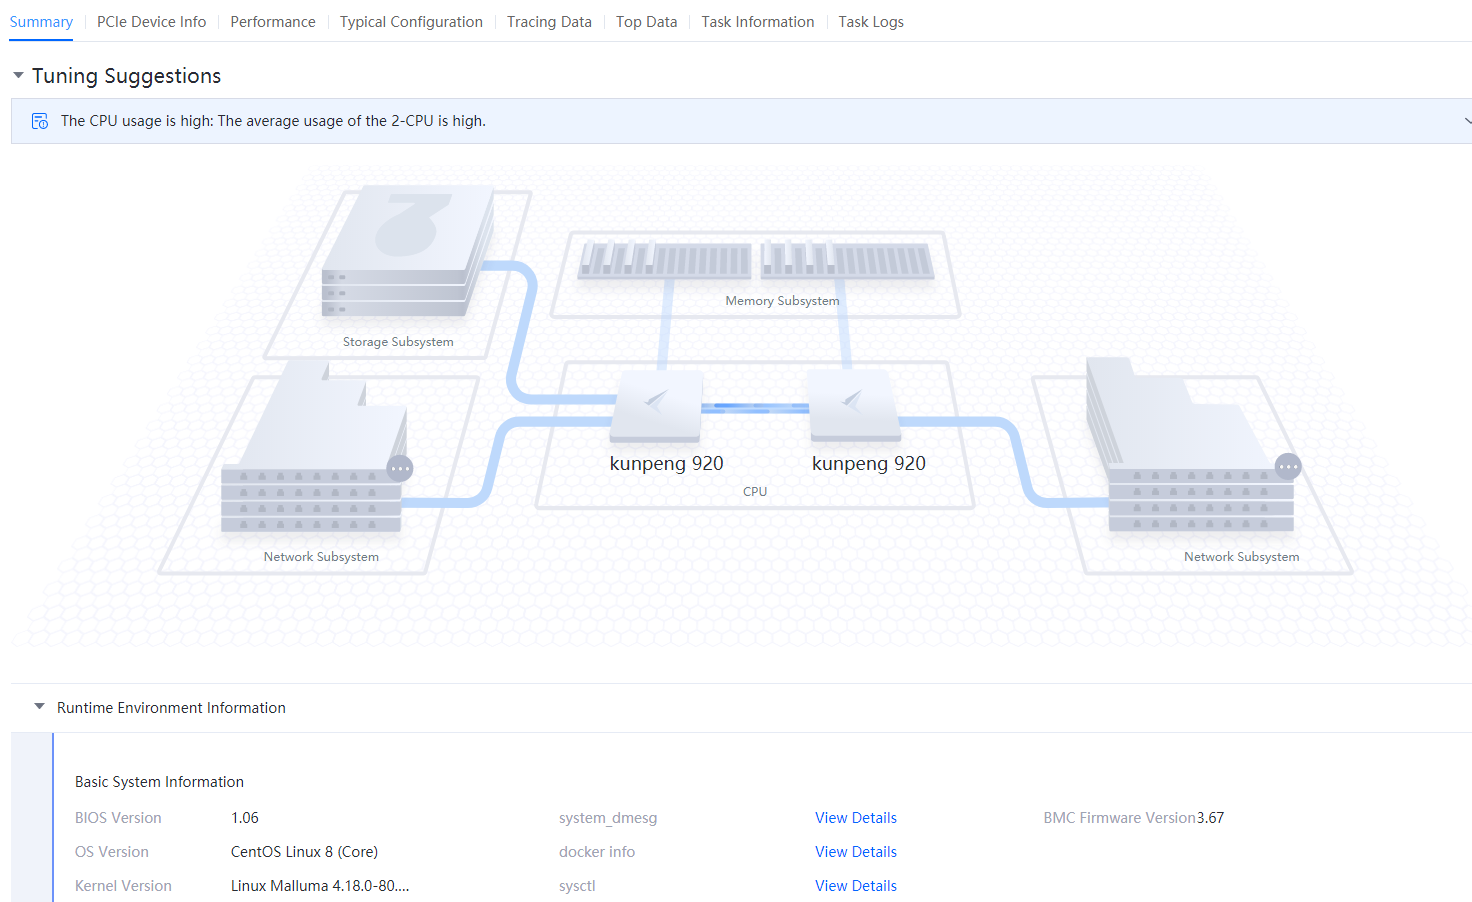 Summary PCIe Device Info Performance Typical Configuration Tracing Data Top Data Task Information Task Logs
Tuning Suggestions
The CPU usage is high: The average usage of the 2-CPU is high.
Memory Subsystem
Storage Subsystem
kunpeng 920 kunpeng 920
CPU
Network Subsystem Network Subsystem
Runtime Environment Information
Basic System Information
BIOS Version 1.06 system_dmesg View Details BMC Firmware Version 3.67
OS Version CentOS Linux 8 (Core) docker info View Details
Kernel Version Linux Malluma 4.18.0-80.... sysctl View Details